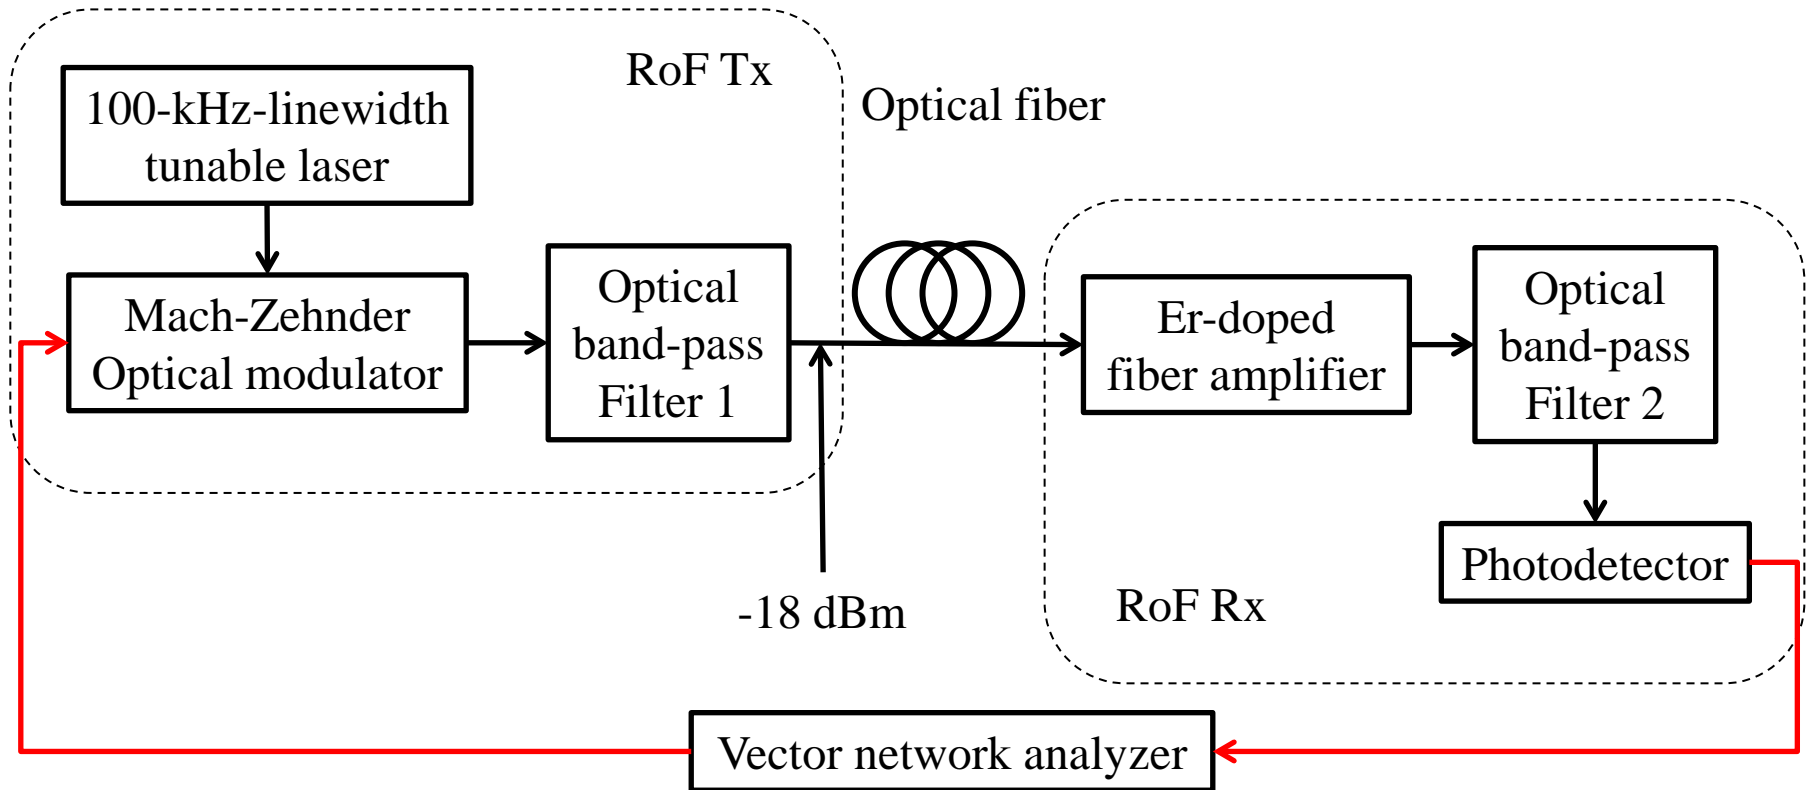 RoF Tx
100-kHz-linewidth
tunable laser
Optical fiber
Mach-Zehnder
Optical modulator
Optical
band-pass
Filter 1
Er-doped
fiber amplifier
Optical
band-pass
Filter 2
-18 dBm
Photodetector
RoF Rx
Vector network analyzer